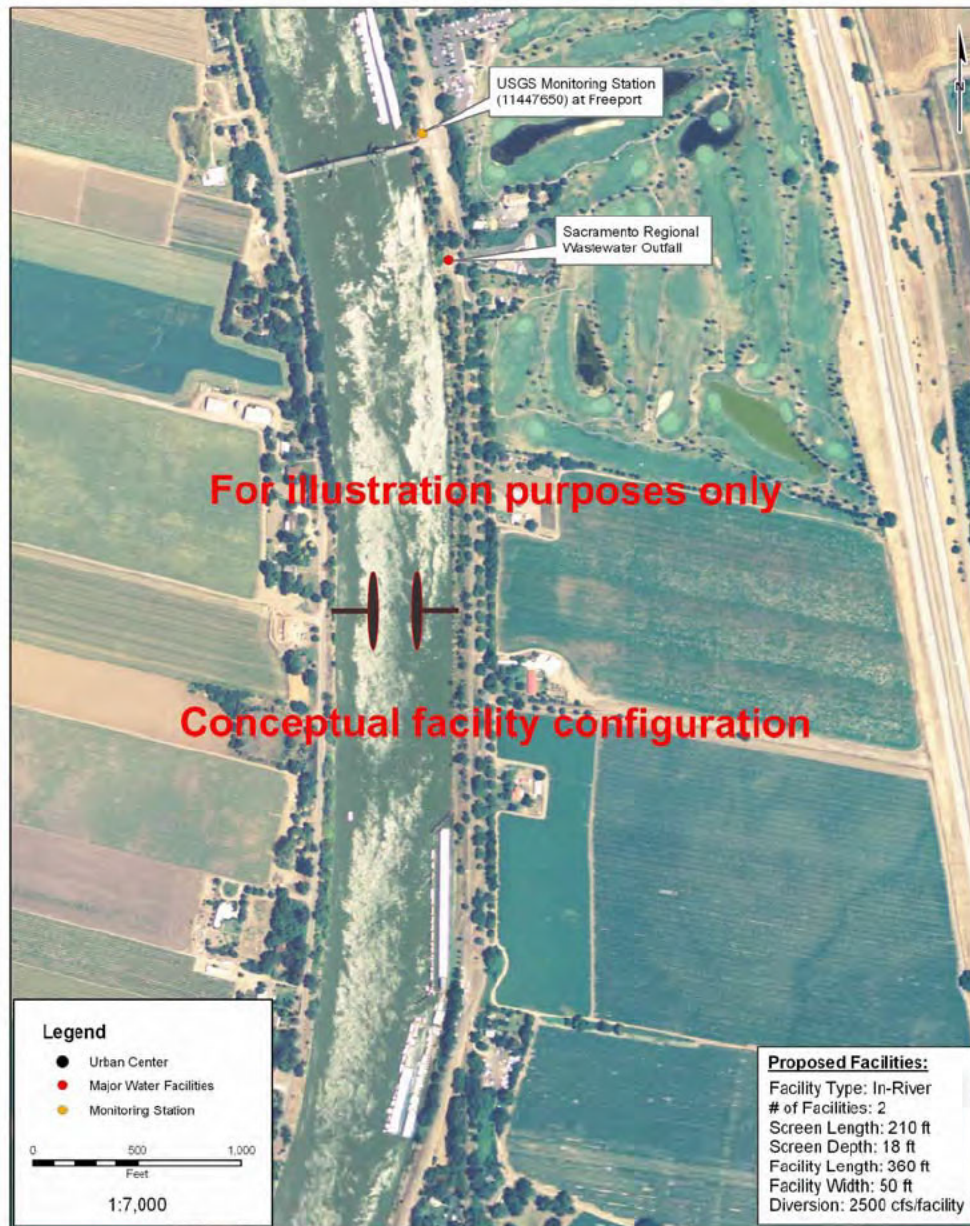 N
USGS Monitoring Station
(11447650) at Freeport
Sacramento Regional
Wastewater Outfall
For illustration purposes only
Conceptual facility configuration
Legend
Urban Center
Major Water Facilities
Monitoring Station
0 500 1,000
Feet
1:7,000
Proposed Facilities:
Facility Type: In-River
# of Facilities: 2
Screen Length: 210 ft
Screen Depth: 18 ft
Facility Length: 360 ft
Facility Width: 50 ft
Diversion: 2500 cfs/facility